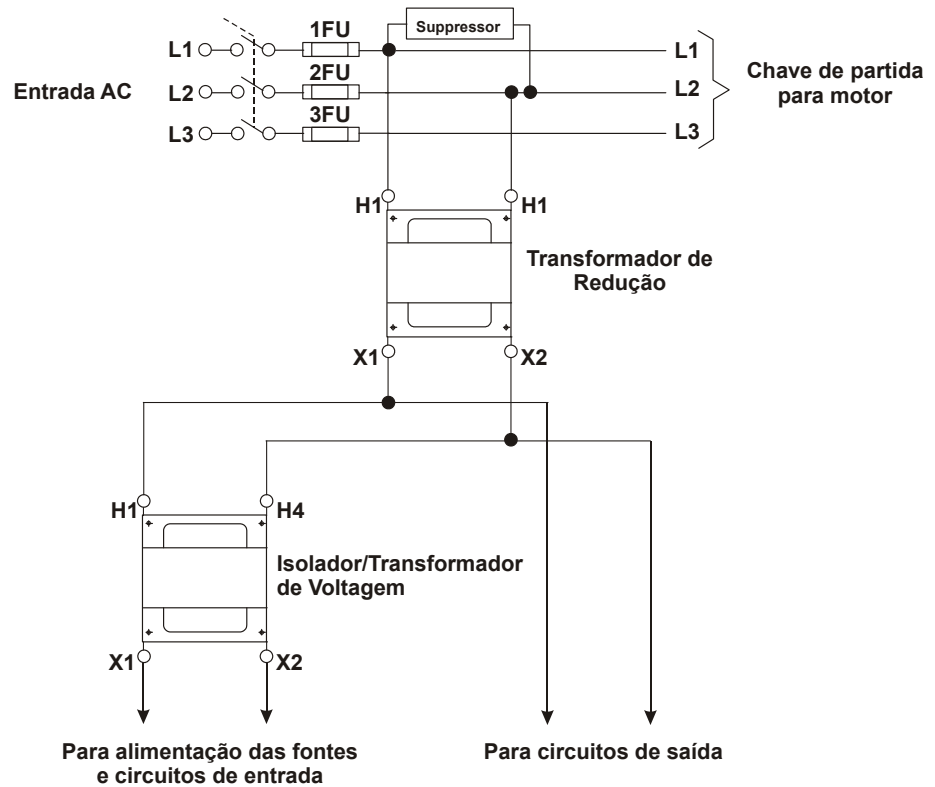 1FU
Suppressor
L1
L1
2FU
Entrada AC
L2
L2
Chave de partida
para motor
3FU
L3
L3
H1
H1
Transformador de
Redução
X1
X2
H1
H4
Isolador/Transformador
de Voltagem
X1
X2
Para alimentação das fontes
e circuitos de entrada
Para circuitos de saída